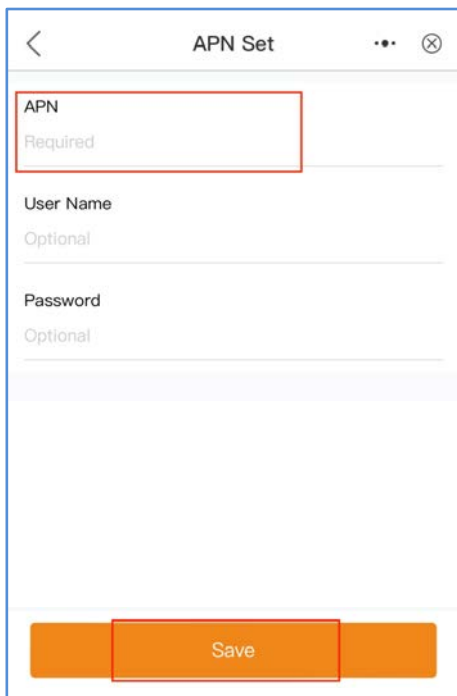 APN Set
APN
Required
User Name
Optional
Password
Optional
Save